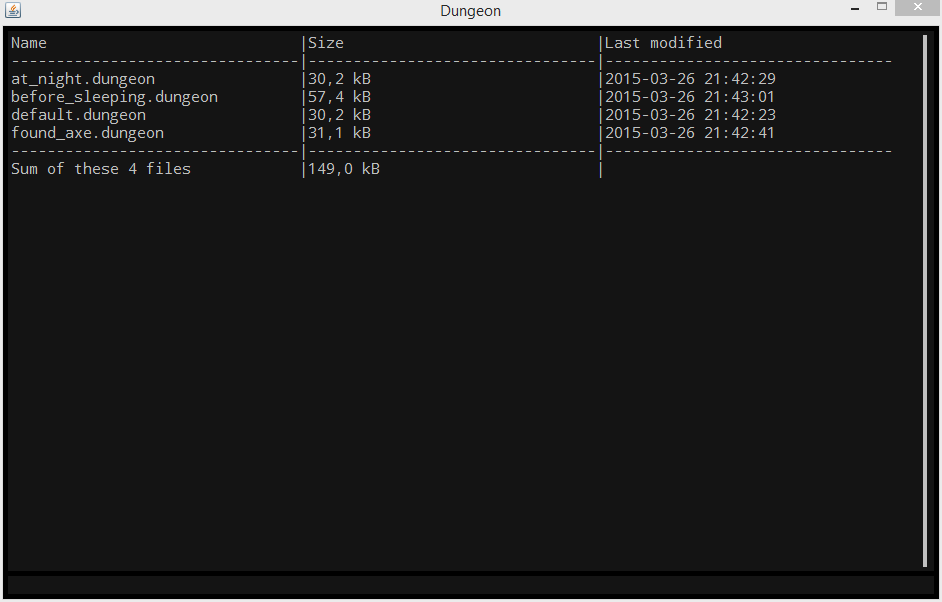 Dungeon
Name |Size |Last modified
--------------------------------|--------------------------------|--------------------------------
at_night.dungeon |30,2 kB |2015-03-26 21:42:29
before_sleeping.dungeon |57,4 kB |2015-03-26 21:43:01
default.dungeon |30,2 kB |2015-03-26 21:42:23
found_axe.dungeon |31,1 kB |2015-03-26 21:42:41
--------------------------------|--------------------------------|--------------------------------
Sum of these 4 files |149,0 kB |